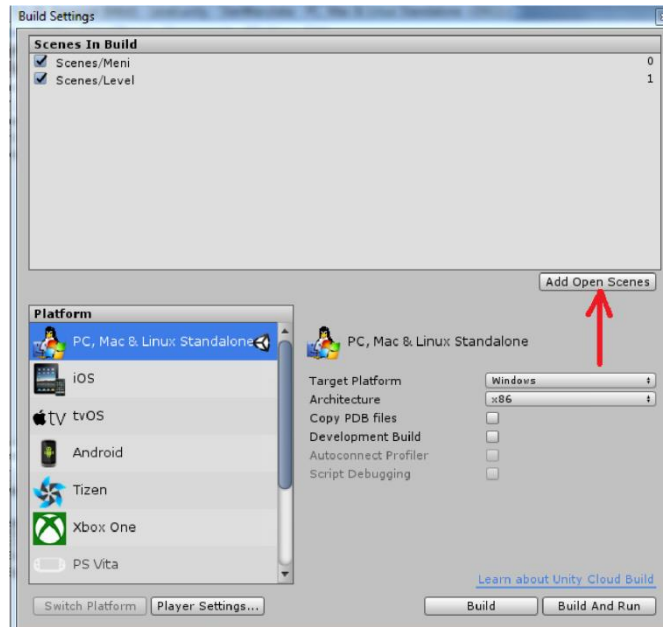 Build Settings
Scenes In Build
Scenes/Meni 0
Scenes/Level 1
Add Open Scenes
Platform
PC, Mac & Linux Standalone
iOS
tv tvOS
Android
Tizen
Xbox One
PS Vita
PC, Mac & Linux Standalone
Target Platform Windows
Architecture x86
Copy PDB files
Development Build
Autoconnect Profiler
Script Debugging
Learn about Unity Cloud Build
Switch Platform Player Settings... Build Build And Run